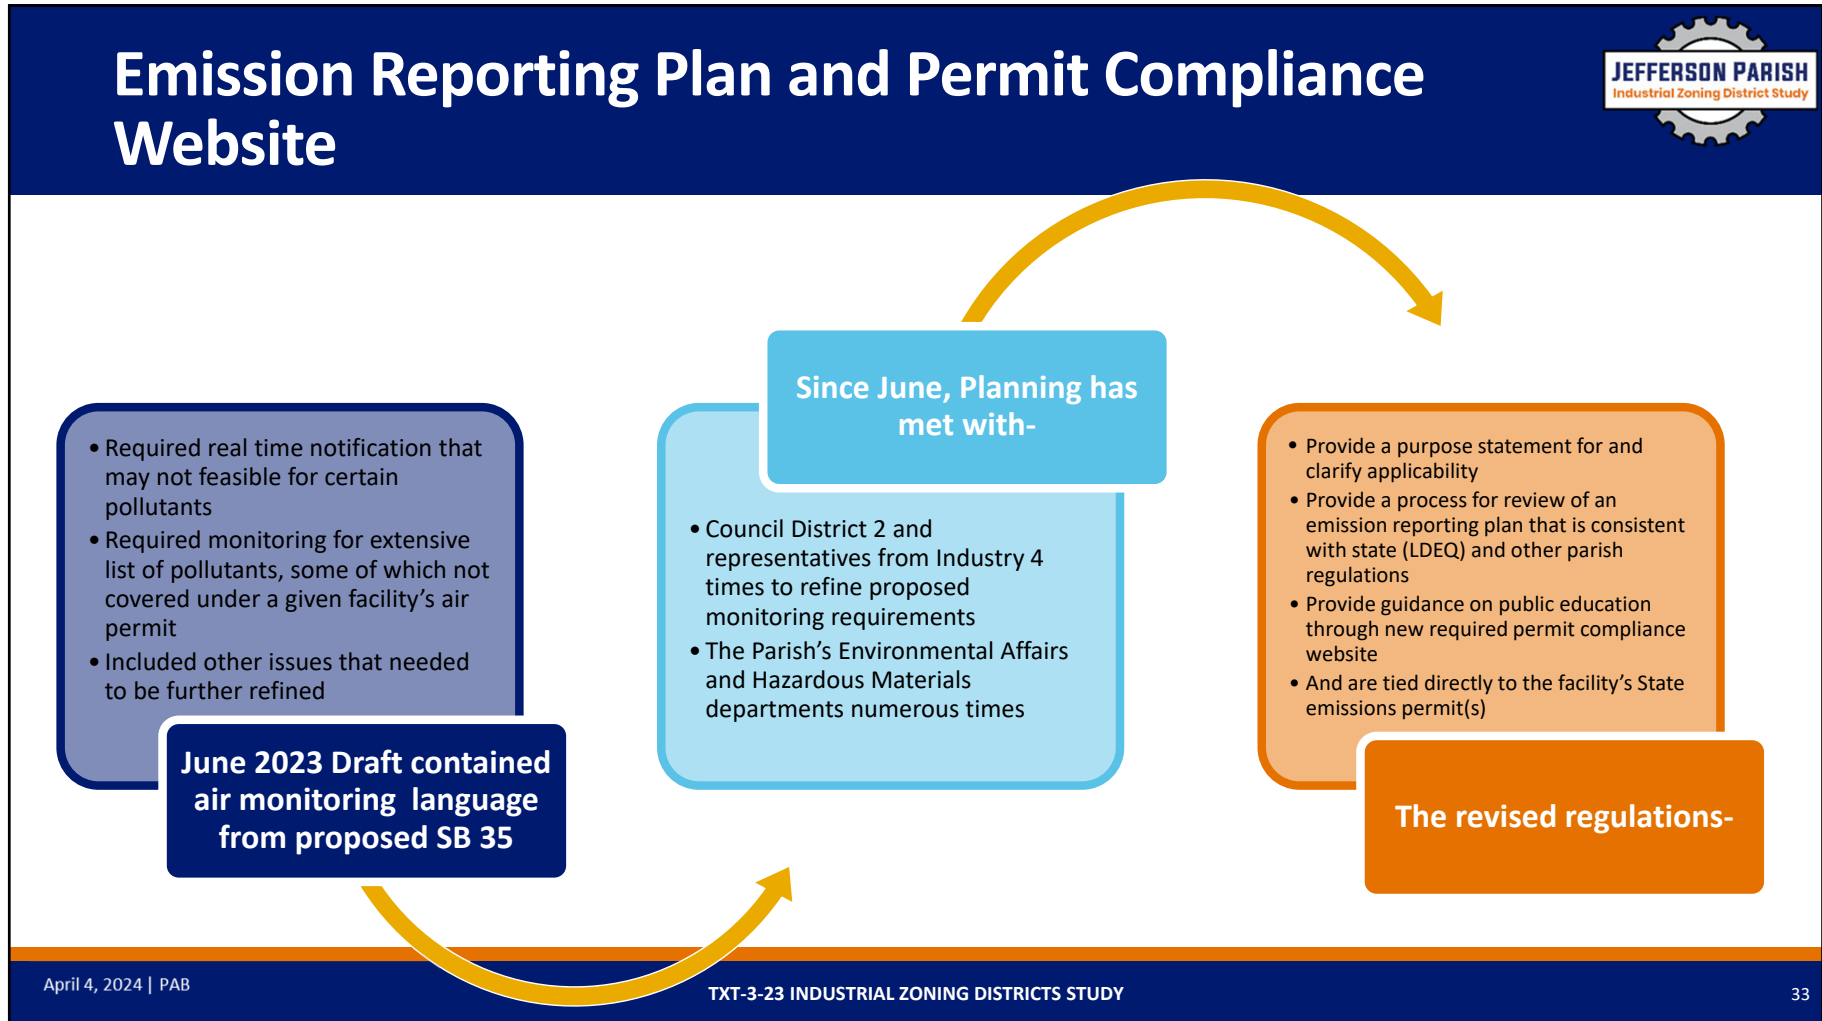 Emission Reporting Plan and Permit Compliance
Website
JEFFERSON PARISH
Industrial Zoning District Study
• Required real time notification that
may not feasible for certain
pollutants
• Required monitoring for extensive
list of pollutants, some of which not
covered under a given facility’s air
permit
• Included other issues that needed
to be further refined
June 2023 Draft contained
air monitoring language
from proposed SB 35
Since June, Planning has
met with-
• Council District 2 and
representatives from Industry 4
times to refine proposed
monitoring requirements
• The Parish’s Environmental Affairs
and Hazardous Materials
departments numerous times
• Provide a purpose statement for and
clarify applicability
• Provide a process for review of an
emission reporting plan that is consistent
with state (LDEQ) and other parish
regulations
• Provide guidance on public education
through new required permit compliance
website
• And are tied directly to the facility’s State
emissions permit(s)
The revised regulations-
April 4, 2024 | PAB
TXT-3-23 INDUSTRIAL ZONING DISTRICTS STUDY
33